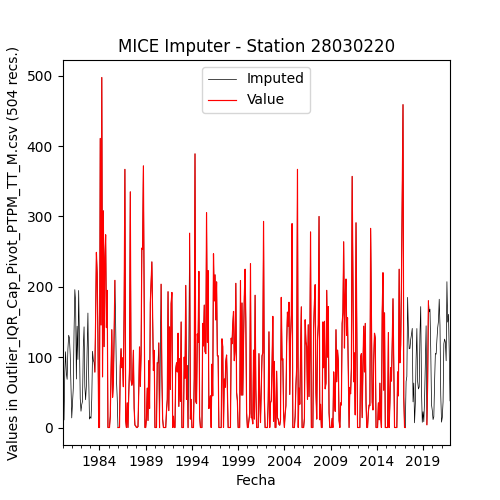 MICE Imputer - Station 28030220
Imputed
Value
500
400
300
200
100
0
Values in Outlier_IQR_Cap_Pivot_PTPM_TT_M.csv (504 recs.)
1984 1989 1994 1999 2004 2009 2014 2019
Fecha